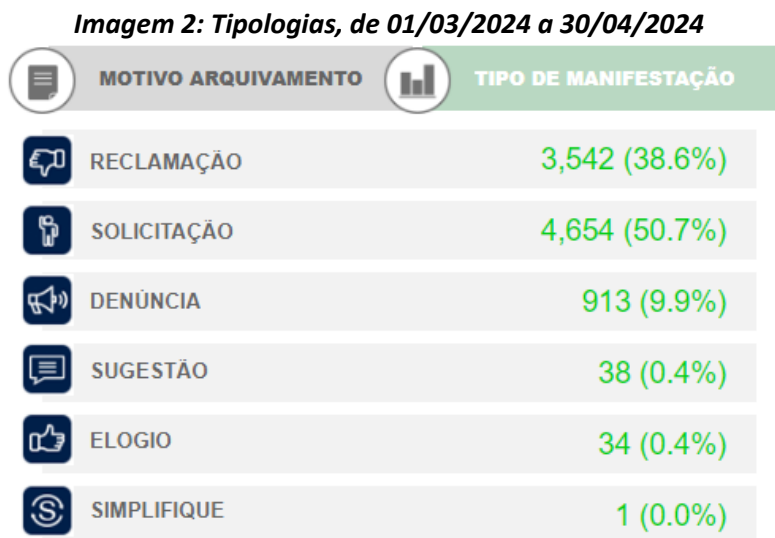 Imagem 2: Tipologias, de 01/03/2024 a 30/04/2024
MOTIVO ARQUIVAMENTO TIPO DE MANIFESTAÇÃO
RECLAMAÇÃO 3,542 (38.6%)
SOLICITAÇÃO 4,654 (50.7%)
DENÚNCIA 913 (9.9%)
SUGESTÃO 38 (0.4%)
ELOGIO 34 (0.4%)
SIMPLIFIQUE 1 (0.0%)